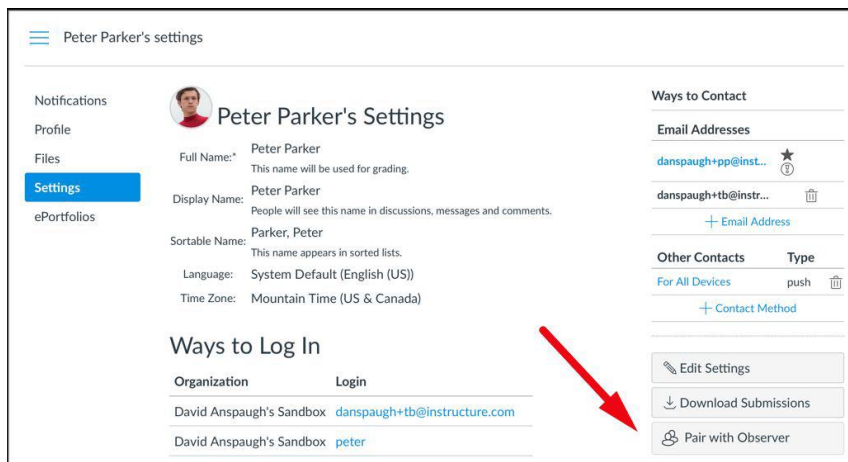 Peter Parker's settings
Notifications
Profile
Files
Settings
ePortfolios
Peter Parker's Settings
Full Name:* Peter Parker
This name will be used for grading.
Display Name: Peter Parker
People will see this name in discussions, messages and comments.
Sortable Name: Parker, Peter
This name appears in sorted lists.
Language: System Default (English (US))
Time Zone: Mountain Time (US & Canada)
Ways to Log In
Organization Login
David Anspaugh's Sandbox danspaugh+tb@instructure.com
David Anspaugh's Sandbox peter
Ways to Contact
Email Addresses
danspaugh+pp@inst...
danspaugh+tb@instr...
+ Email Address
Other Contacts Type
For All Devices push
+ Contact Method
Edit Settings
Download Submissions
Pair with Observer